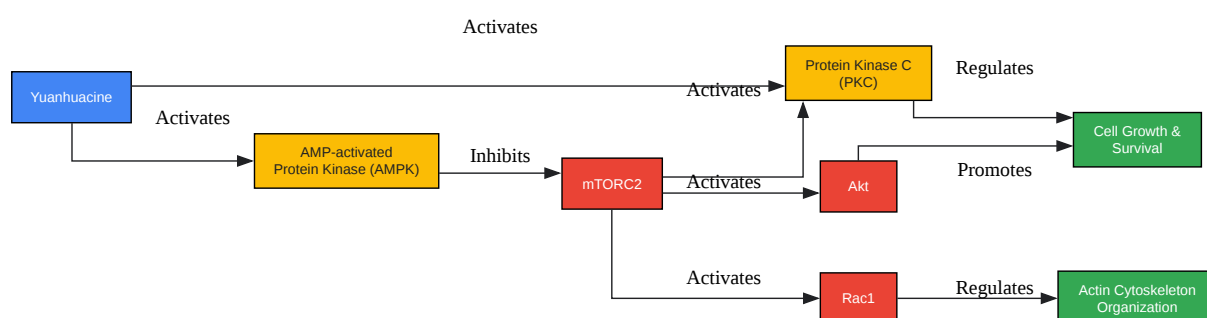 Activates
Protein Kinase C
(PKC)
Regulates
Yuanhuacine
Activates
Activates
Cell Growth &
Survival
AMP-activated
Protein Kinase (AMPK)
Inhibits
mTORC2
Activates
Akt
Promotes
Activates
Rac1
Regulates
Actin Cytoskeleton
Organization